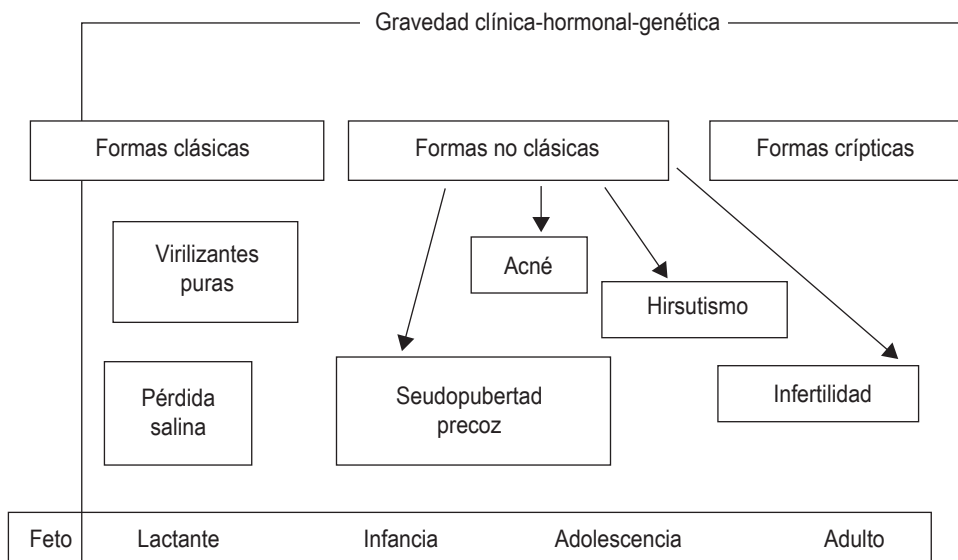 Gravedad clínica-hormonal-genética
Formas clásicas
Formas no clásicas
Formas crípticas
Virilizantes
puras
Acné
Hirsutismo
Pérdida
salina
Seudopubertad
precoz
Infertilidad
Feto
Lactante
Infancia
Adolescencia
Adulto